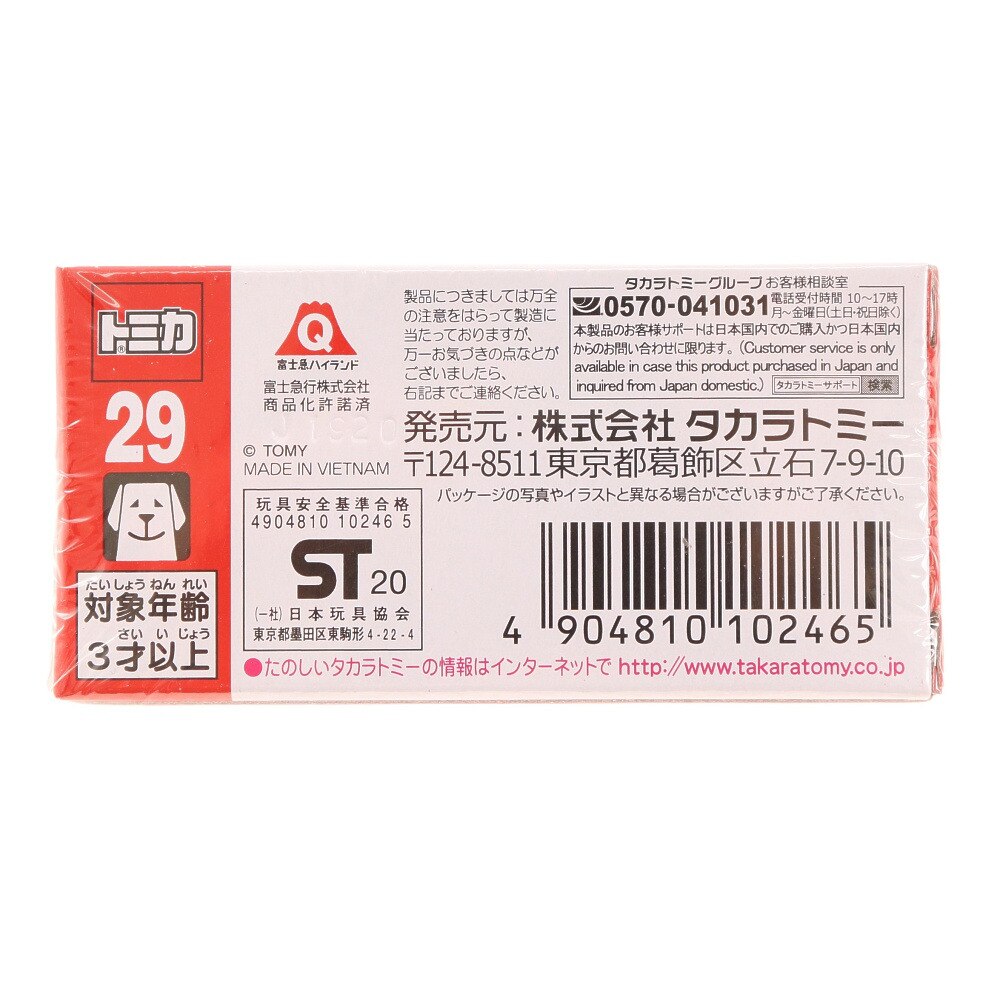 トミカ®
29
たいしょうねんれい
対象年齢
さいいじょう
3才以上
Q
富士急ハイランド
富士急行株式会社
商品化許諾済
© TOMY
MADE IN VIETNAM
玩具安全基準合格
4904810 10246 5
ST 20
(一社)日本玩具協会
東京都墨田区東駒形4-22-4
製品につきましては万全
の注意をはらって製造に
当たっておりますが、
万一お気づきの点などが
ございましたら、
右記までご連絡ください。
タカラトミーグループお客様相談室
0570-041031 電話受付時間 10〜17時
月〜金曜日(土日・祝日除く)
本製品のお客様サポートは日本国内でのご購入かつ日本国内
からのお問い合わせに限ります。(Customer service is only
available in case this product purchased in Japan and
inquired from Japan domestic.) タカラトミーサポート 検索
発売元:株式会社 タカラトミー
〒124-8511東京都葛飾区立石7-9-10
パッケージの写真やイラストと異なる場合がございますがご了承ください。
4 904810 102465
●たのしいタカラトミーの情報はインターネットで http://www.takaratomy.co.jp